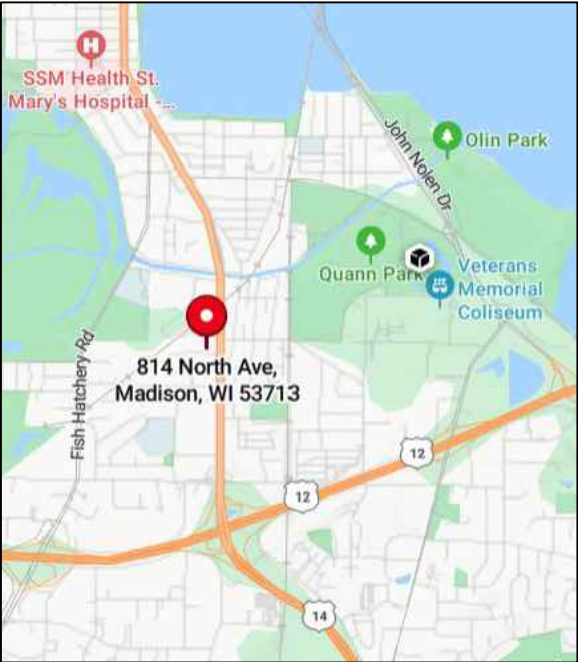 H
SSM Health St.
Mary's Hospital -...
John Nolen Dr
Olin Park
Quann Park
Veterans
Memorial
Coliseum
814 North Ave,
Madison, WI 53713
Fish Hatchery Rd
12
12
14